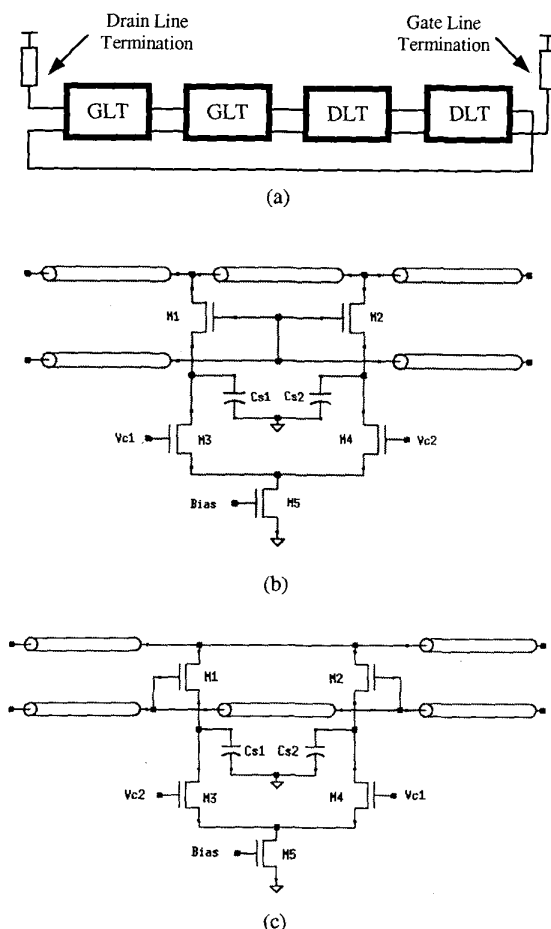 Drain Line
Termination
Gate Line
Termination
GLT
GLT
DLT
DLT
(a)
M1
M2
Cs1
Cs2
Vc1
M3
M4
Vc2
Bias
M5
(b)
M1
M2
Cs1
Cs2
Vc2
M3
M4
Vc1
Bias
M5
(c)